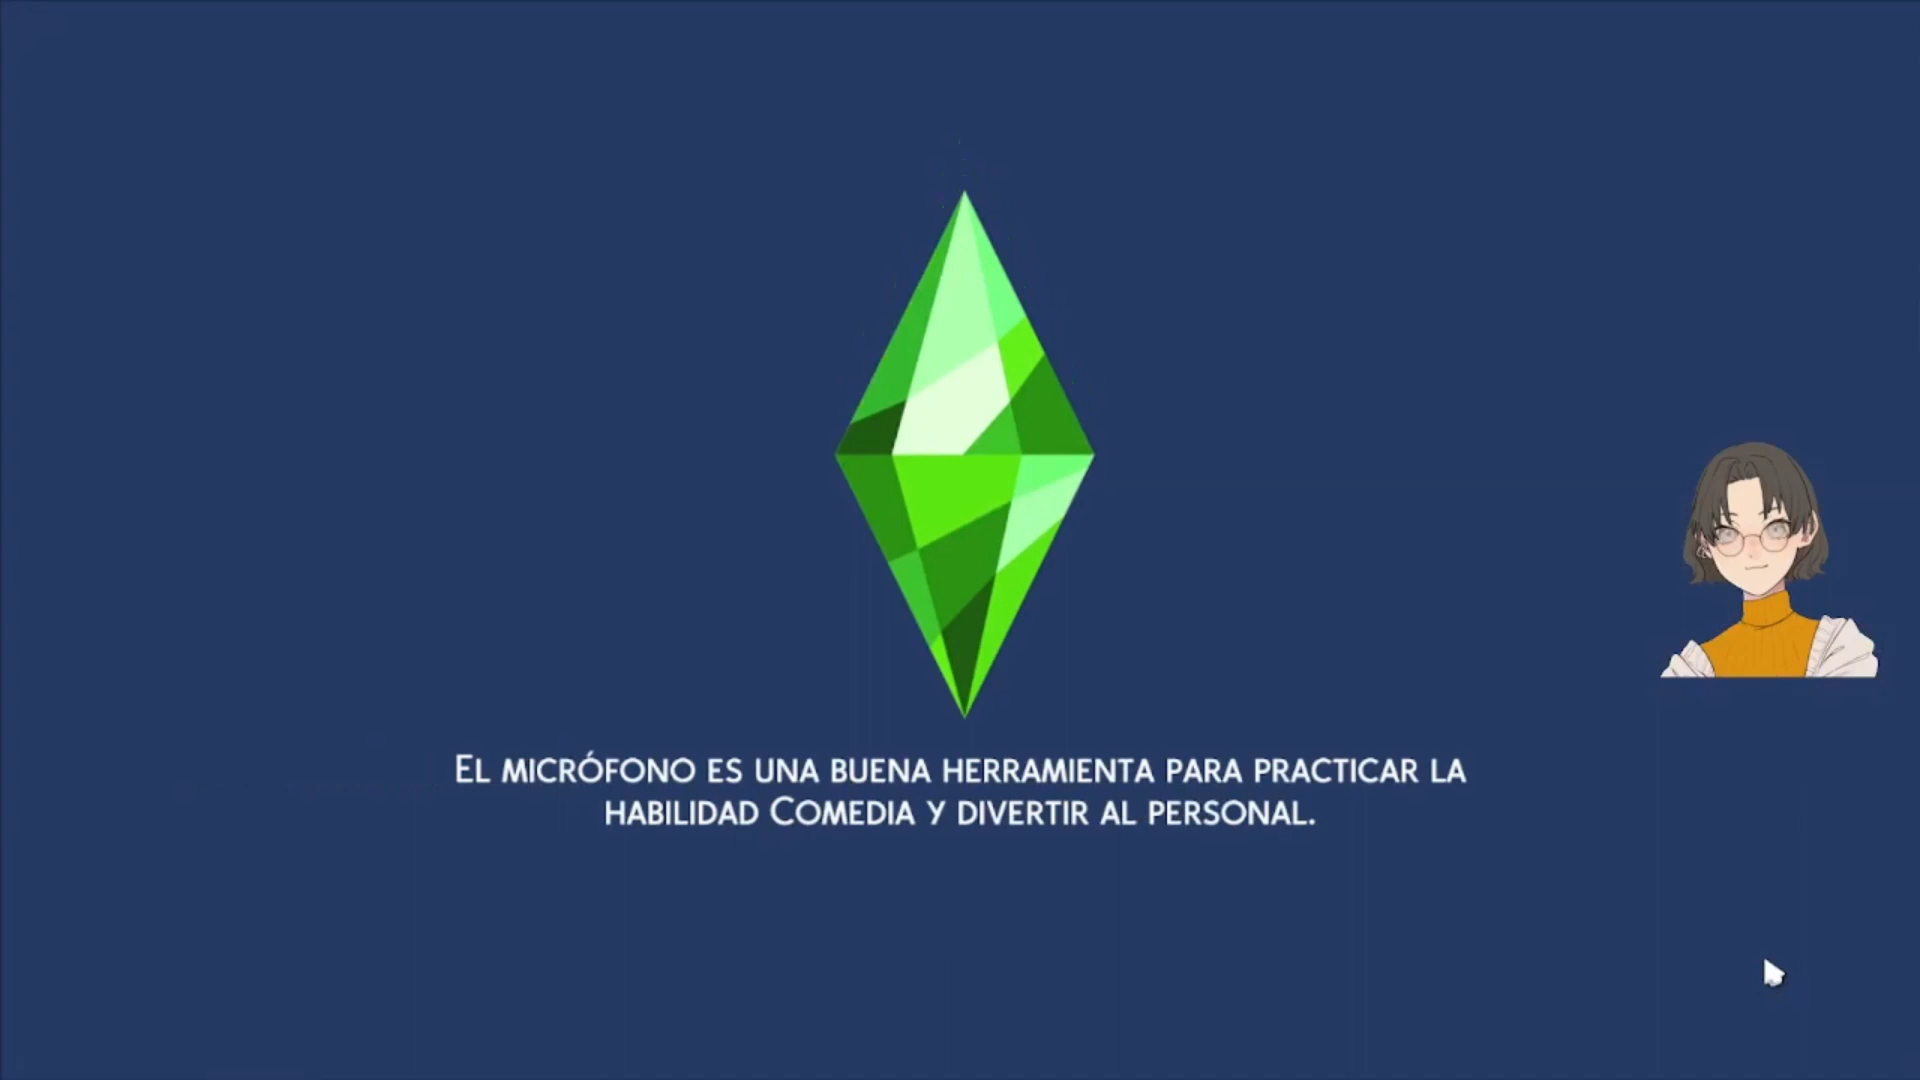 El micrófono es una buena herramienta para practicar la
habilidad Comedia y divertir al personal.